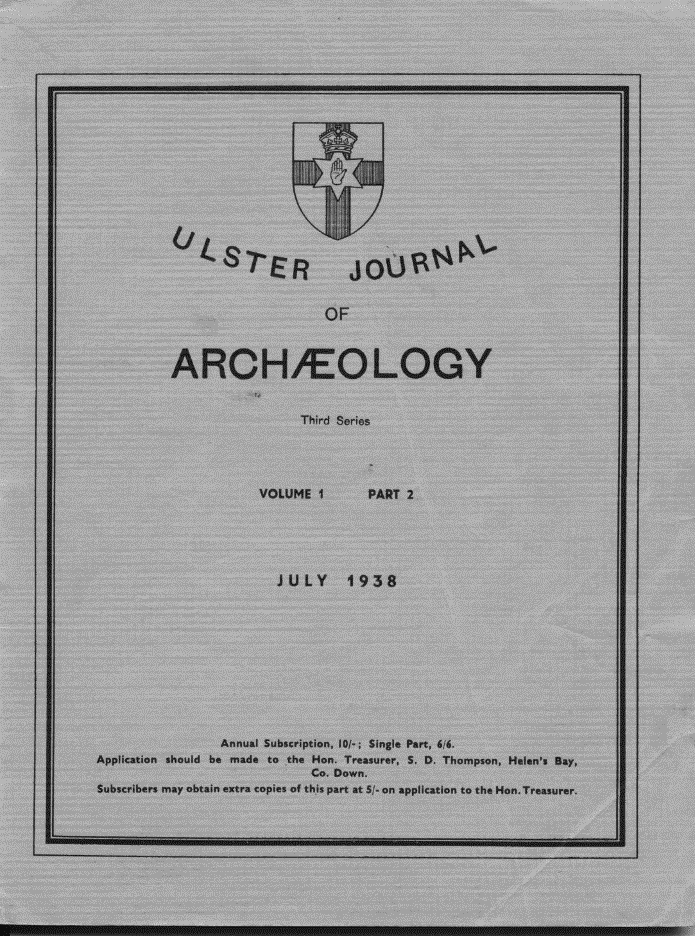 ULSTER JOURNAL
OF
ARCHÆOLOGY
Third Series
VOLUME 1 PART 2
JULY 1938
Annual Subscription, 10/-; Single Part, 6/6.
Application should be made to the Hon. Treasurer, S. D. Thompson, Helen's Bay,
Co. Down.
Subscribers may obtain extra copies of this part at 5/- on application to the Hon. Treasurer.